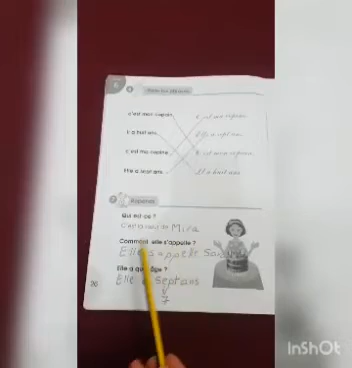 C'est mon copain
C'est ma copine
Il a huit ans
Elle a sept ans
C'est ma copine
C'est mon copain
Elle a sept ans
Il a huit ans
Réponds
Qui est-ce ?
C'est la sœur de Mira
Comment elle s'appelle ?
Elle s'appelle
Elle a quel âge ?
Elle a sept ans
7
InShOt